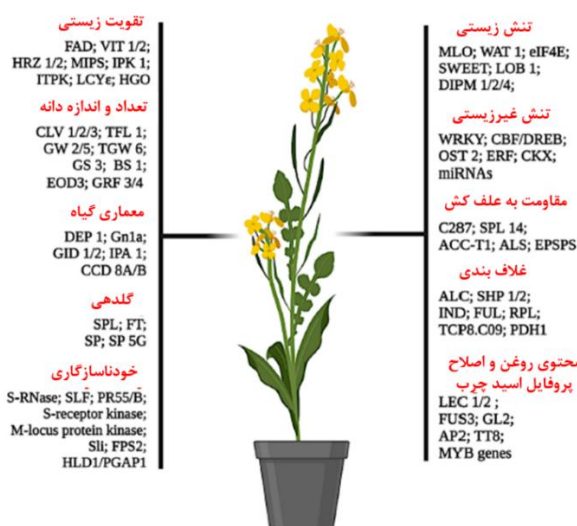 تقویت زیستی
FAD; VIT 1/2;
HRZ 1/2; MIPS; IPK 1;
ITPK; LCYε; HGO
تعداد و اندازه دانه
CLV 1/2/3; TFL 1;
GW 2/5; TGW 6;
GS 3; BS 1;
EOD3; GRF 3/4
معماری گیاه
DEP 1; Gn1a;
GID 1/2; IPA 1;
CCD 8A/B
گلدهی
SPL; FT;
SP; SP 5G
خودناسازگاری
S-RNase; SLF; PR55/B;
S-receptor kinase;
M-locus protein kinase;
Sli; FPS2;
HLD1/PGAP1
تنش زیستی
MLO; WAT 1; eIF4E;
SWEET; LOB 1;
DIPM 1/2/4;
تنش غیرزیستی
WRKY; CBF/DREB;
OST 2; ERF; CKX;
miRNAs
مقاومت به علف کش
C287; SPL 14;
ACC-T1; ALS; EPSPS
غلاف بندی
ALC; SHP 1/2;
IND; FUL; RPL;
TCP8.C09; PDH1
محتوی روغن و اصلاح
پروفایل اسید چرب
LEC 1/2 ;
FUS3; GL2;
AP2; TT8;
MYB genes